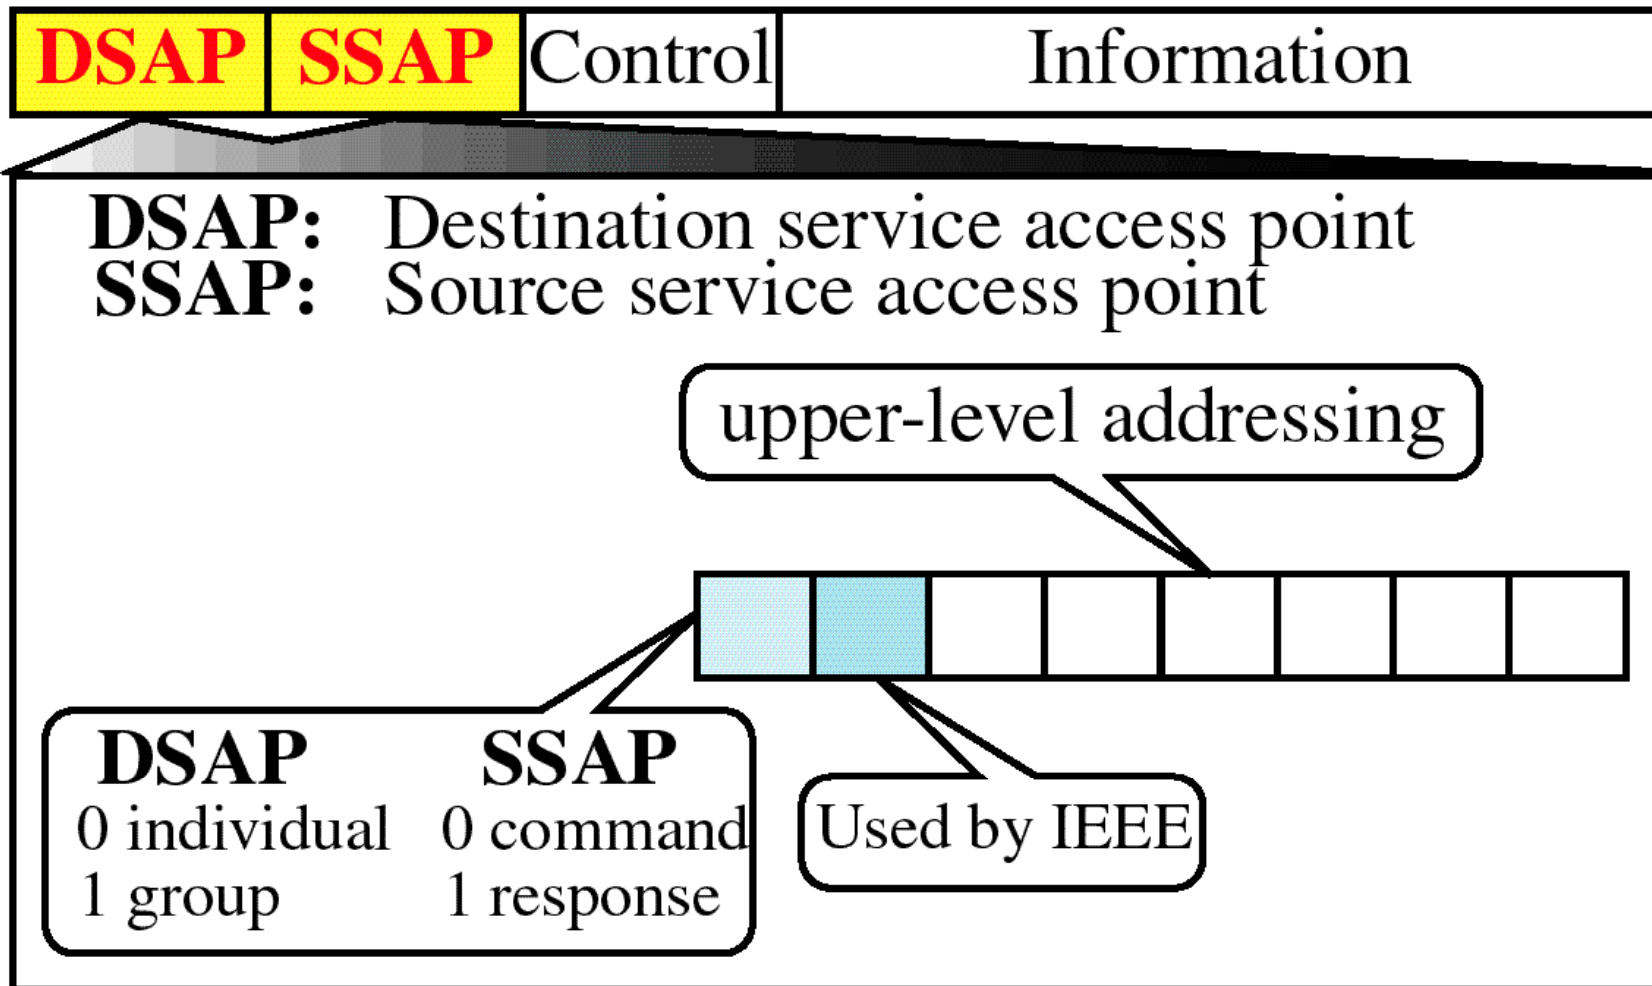 DSAP SSAP Control Information
DSAP: Destination service access point
SSAP: Source service access point
upper-level addressing
DSAP SSAP
0 individual 0 command
1 group 1 response
Used by IEEE